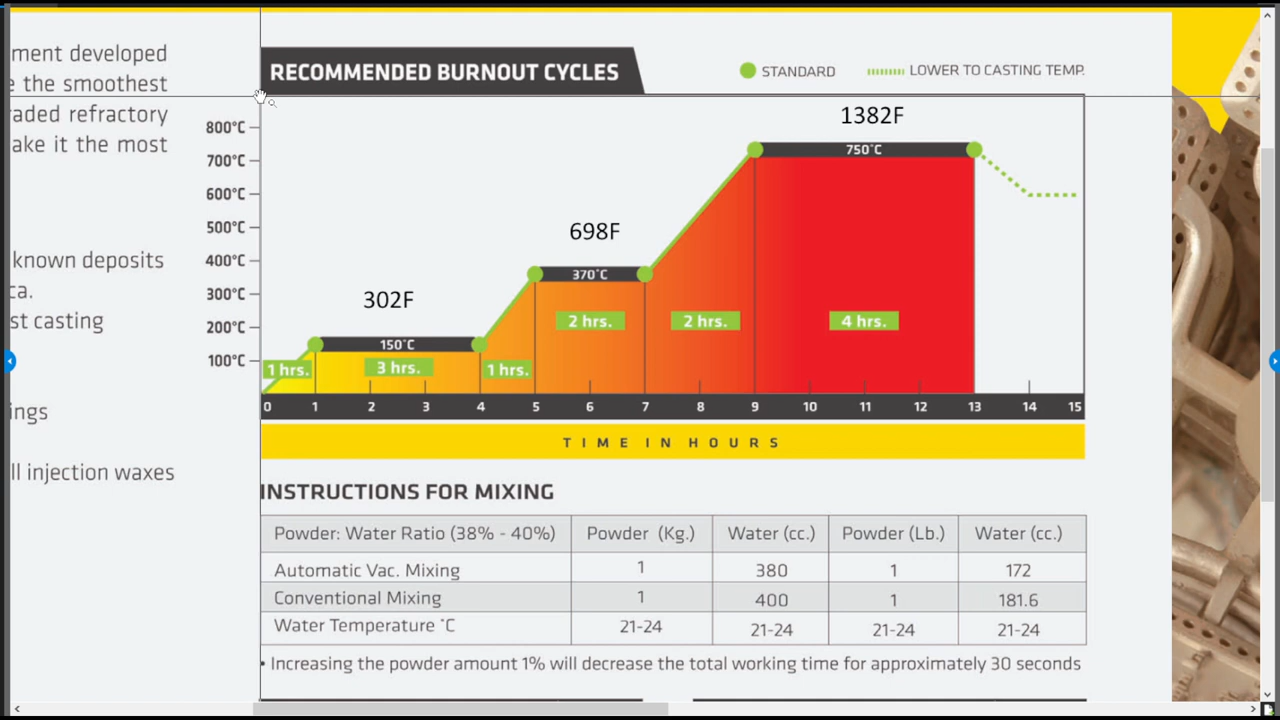 ment developed
e the smoothest
raded refractory
ake it the most
known deposits
ca.
st casting
ings
ll injection waxes
RECOMMENDED BURNOUT CYCLES
STANDARD
LOWER TO CASTING TEMP.
800°C
700°C
600°C
500°C
400°C
300°C
200°C
100°C
1382F
750°C
698F
370°C
302F
150°C
1 hrs.
3 hrs.
1 hrs.
2 hrs.
2 hrs.
4 hrs.
0 1 2 3 4 5 6 7 8 9 10 11 12 13 14 15
TIME IN HOURS
INSTRUCTIONS FOR MIXING
Powder: Water Ratio (38% - 40%) Powder (Kg.) Water (cc.) Powder (Lb.) Water (cc.)
Automatic Vac. Mixing 1 380 1 172
Conventional Mixing 1 400 1 181.6
Water Temperature °C 21-24 21-24 21-24 21-24
• Increasing the powder amount 1% will decrease the total working time for approximately 30 seconds